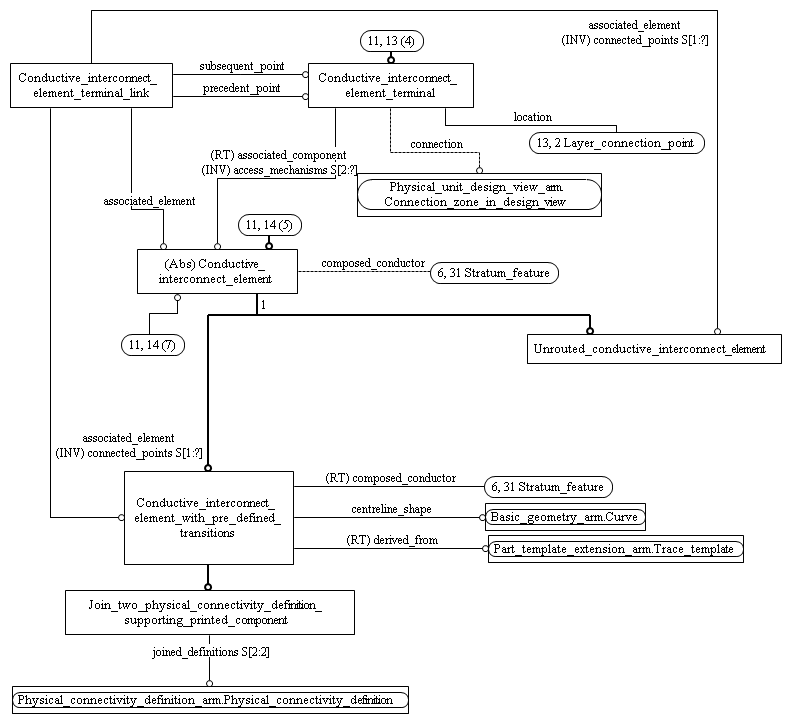 associated_element
(INV) connected_points S[1:?]
11, 13 (4)
subsequent_point
Conductive_interconnect_
element_terminal_link
Conductive_interconnect_
element_terminal
precedent_point
location
13, 2 Layer_connection_point
connection
(RT) associated_component
(INV) access_mechanisms S[2:?]
Physical_unit_design_view_arm.
Connection_zone_in_design_view
associated_element
11, 14 (5)
(Abs) Conductive_
interconnect_element
composed_conductor
6, 31 Stratum_feature
1
11, 14 (7)
Unrouted_conductive_interconnect_element
associated_element
(INV) connected_points S[1:?]
Conductive_interconnect_
element_with_pre_defined_
transitions
(RT) composed_conductor
6, 31 Stratum_feature
centreline_shape
Basic_geometry_arm.Curve
(RT) derived_from
Part_template_extension_arm.Trace_template
Join_two_physical_connectivity_definition_
supporting_printed_component
joined_definitions S[2:2]
Physical_connectivity_definition_arm.Physical_connectivity_definition